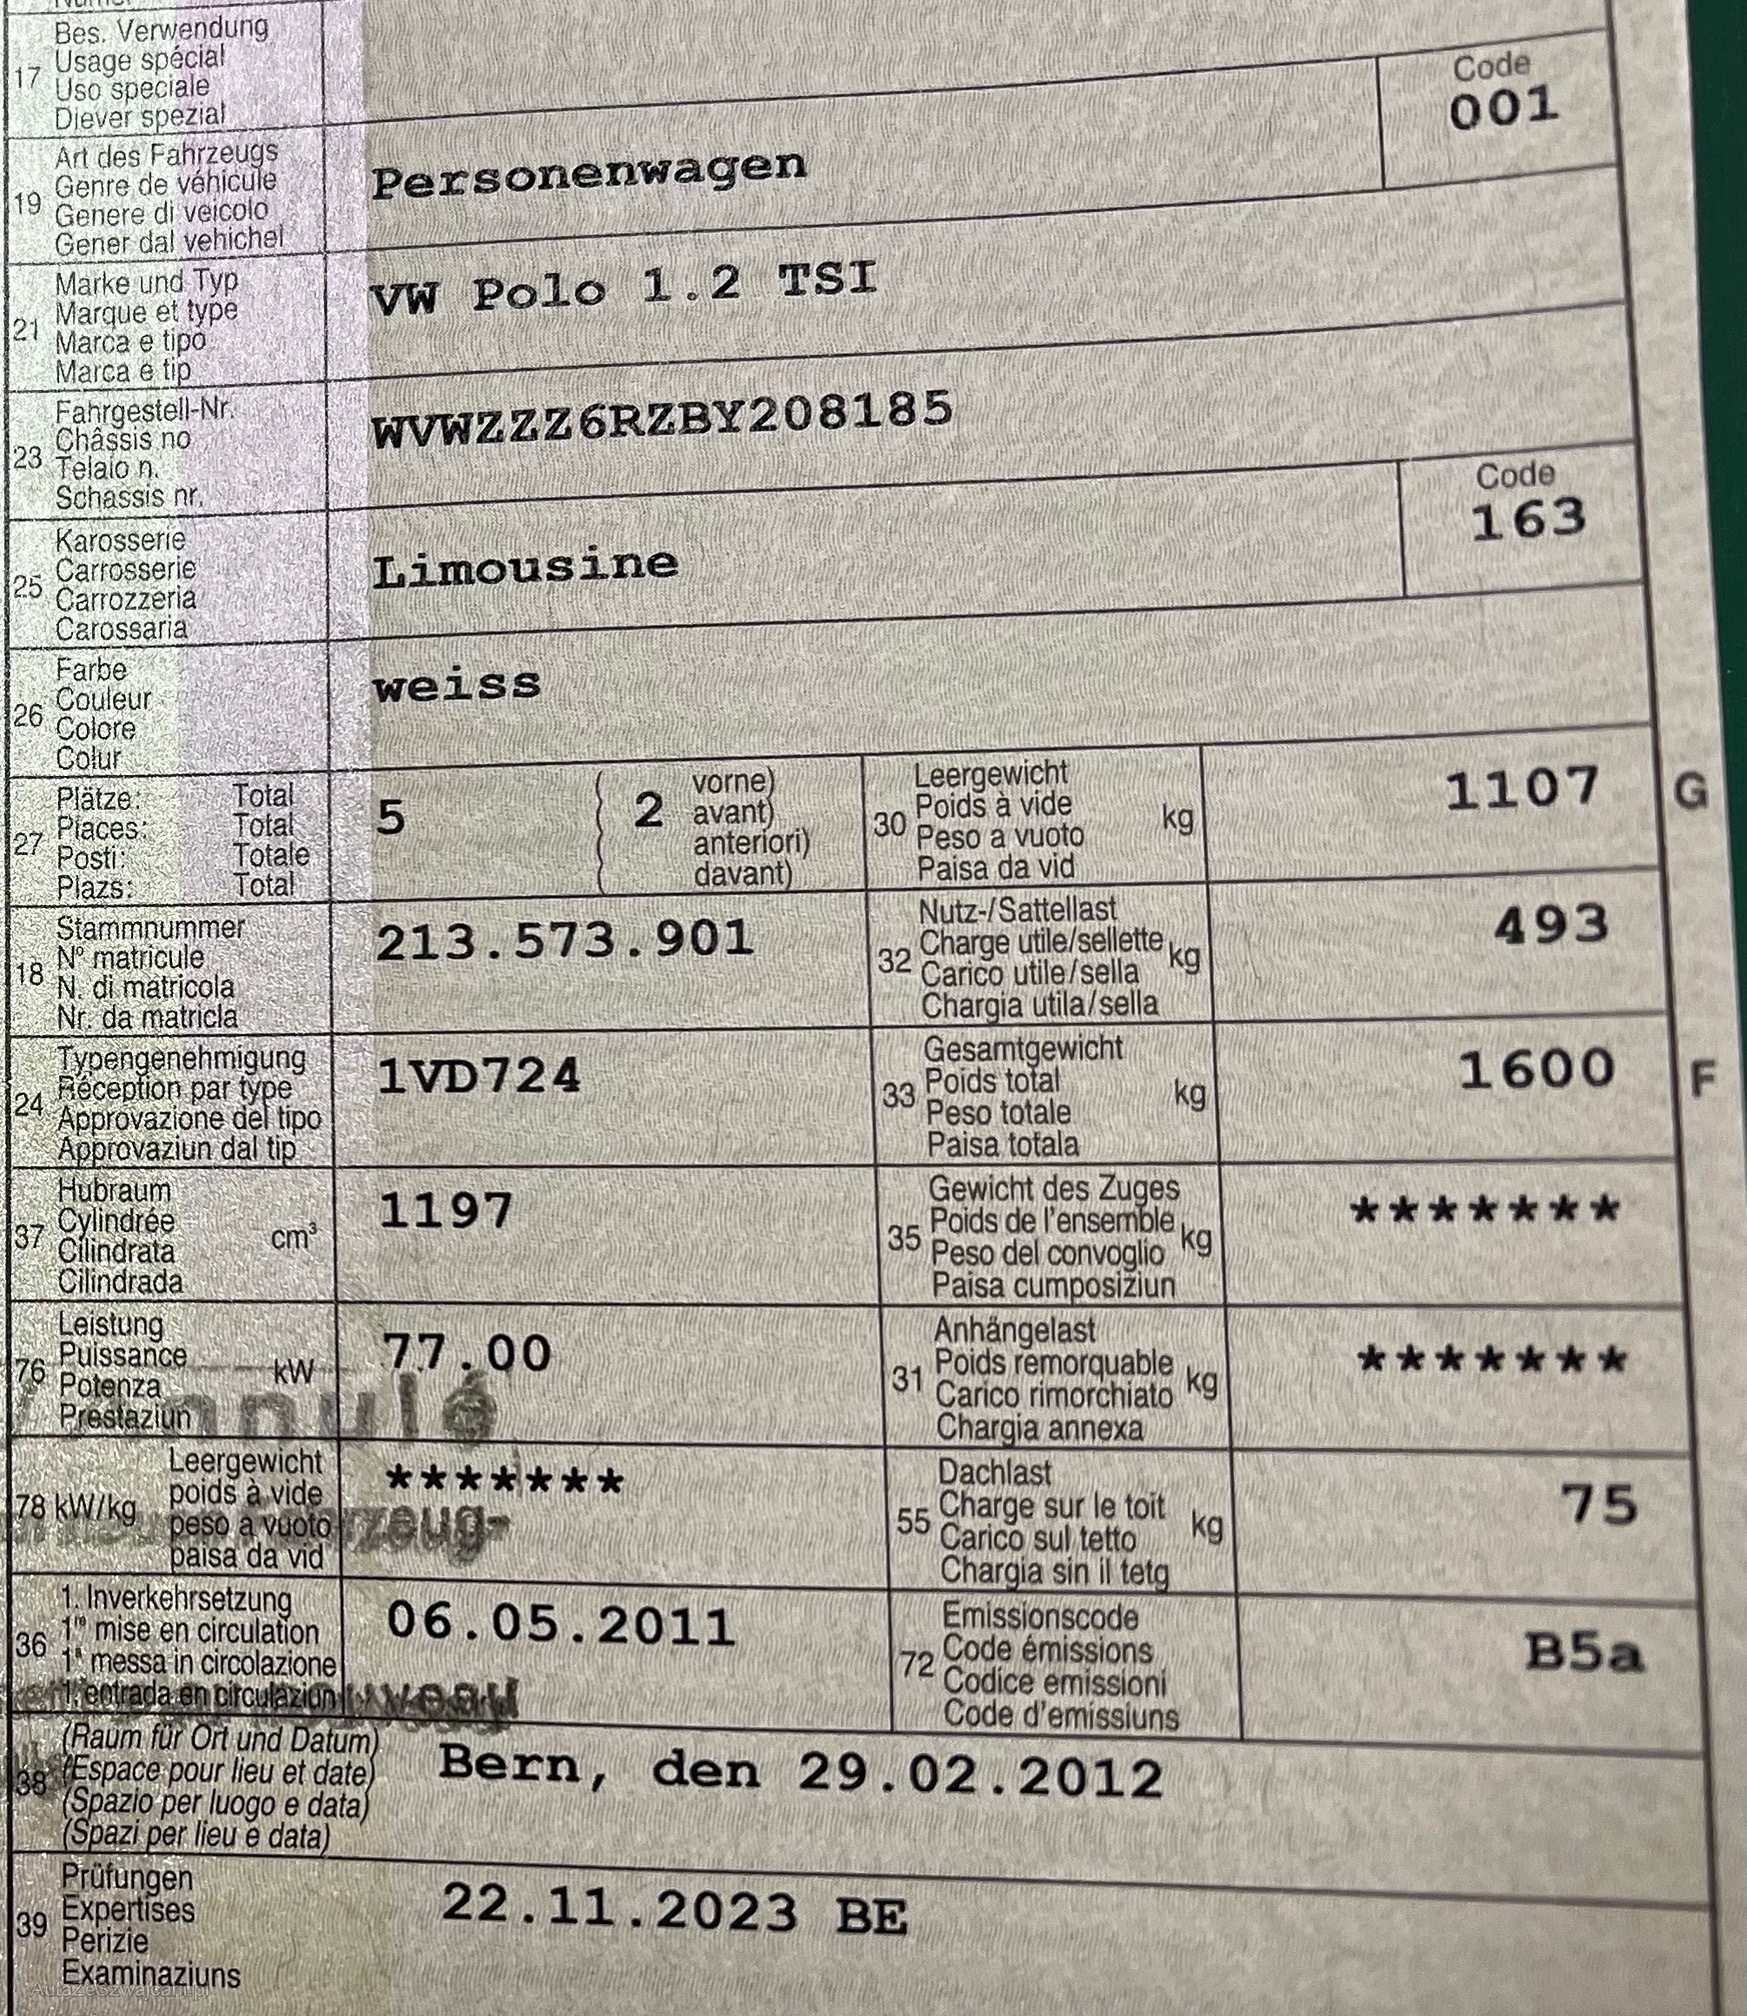 17 Bes. Verwendung
Usage spécial
Uso speciale
Diever spezial
19 Art des Fahrzeugs
Genre de véhicule
Genere di veicolo
Gener dal vehichel
Personenwagen
Code
001
21 Marke und Typ
Marque et type
Marca e tipo
Marca e tip
VW Polo 1.2 TSI
23 Fahrgestell-Nr.
Châssis no
Telaio n.
Schassis nr.
WVWZZZ6RZBY208185
25 Karosserie
Carrosserie
Carrozzeria
Carossaria
Limousine
Code
163
26 Farbe
Couleur
Colore
Colur
weiss
27 Plätze: Total
Places: Total
Posti: Totale
Plazs: Total
5
2 vorne)
avant)
anteriori)
davant)
30 Leergewicht
Poids à vide
Peso a vuoto
Paisa da vid
kg
1107
G
18 Stammnummer
N° matricule
N. di matricola
Nr. da matricla
213.573.901
32 Nutz-/Sattellast
Charge utile/sellette
Carico utile/sella
Chargia utila/sella
kg
493
24 Typengenehmigung
Réception par type
Approvazione del tipo
Approvaziun dal tip
1VD724
33 Gesamtgewicht
Poids total
Peso totale
Paisa totala
kg
1600
F
37 Hubraum
Cylindrée
Cilindrata
Cilindrada
cm³
1197
35 Gewicht des Zuges
Poids de l'ensemble
Peso del convoglio
Paisa cumposiziun
kg
*******
76 Leistung
Puissance
Potenza
Prestaziun
kW
77.00
31 Anhängelast
Poids remorquable
Carico rimorchiato
Chargia annexa
kg
*******
78 kW/kg
Leergewicht
poids à vide
peso a vuoto
paisa da vid
*******
55 Dachlast
Charge sur le toit
Carico sul tetto
Chargia sin il tetg
kg
75
36 1. Inverkehrsetzung
1re mise en circulation
1a messa in circolazione
1. entrada en circulaziun
06.05.2011
72 Emissionscode
Code émissions
Codice emissioni
Code d'emissiuns
B5a
38 (Raum für Ort und Datum)
(Espace pour lieu et date)
(Spazio per luogo e data)
(Spazi per lieu e data)
Bern, den 29.02.2012
39 Prüfungen
Expertises
Perizie
Examinaziuns
22.11.2023 BE
AutaZeSzwajcarii.pl